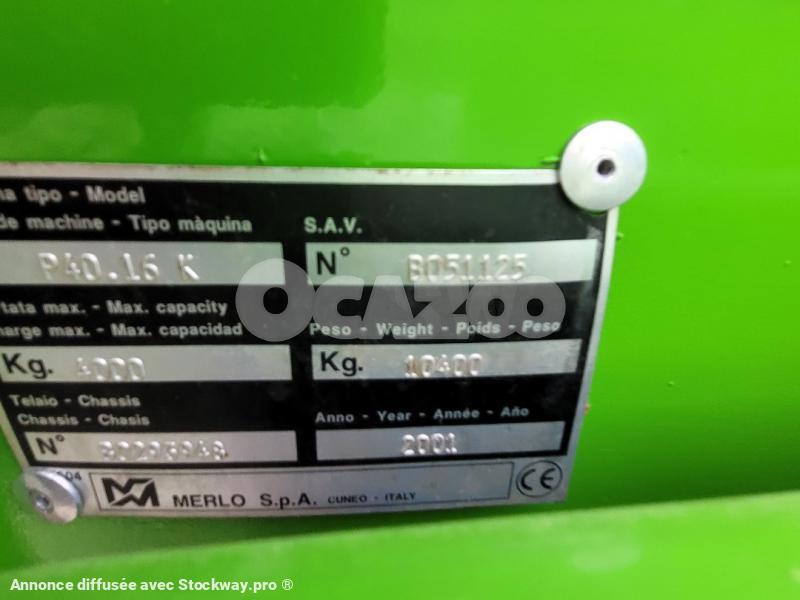 na tipo - Model
de machine - Tipo màquina S.A.V.
P40.16 K N° B051125
OCAZOO
tata max. - Max. capacity
harge max. - Max. capacidad Peso - Weight - Poids - Peso
Kg. 4000 Kg. 10400
Telaio - Chassis
Chassis - Chasis Anno - Year - Année - Año
N° 2001
MERLO S.p.A. CUNEO - ITALY CE
Annonce diffusée avec Stockway.pro ®